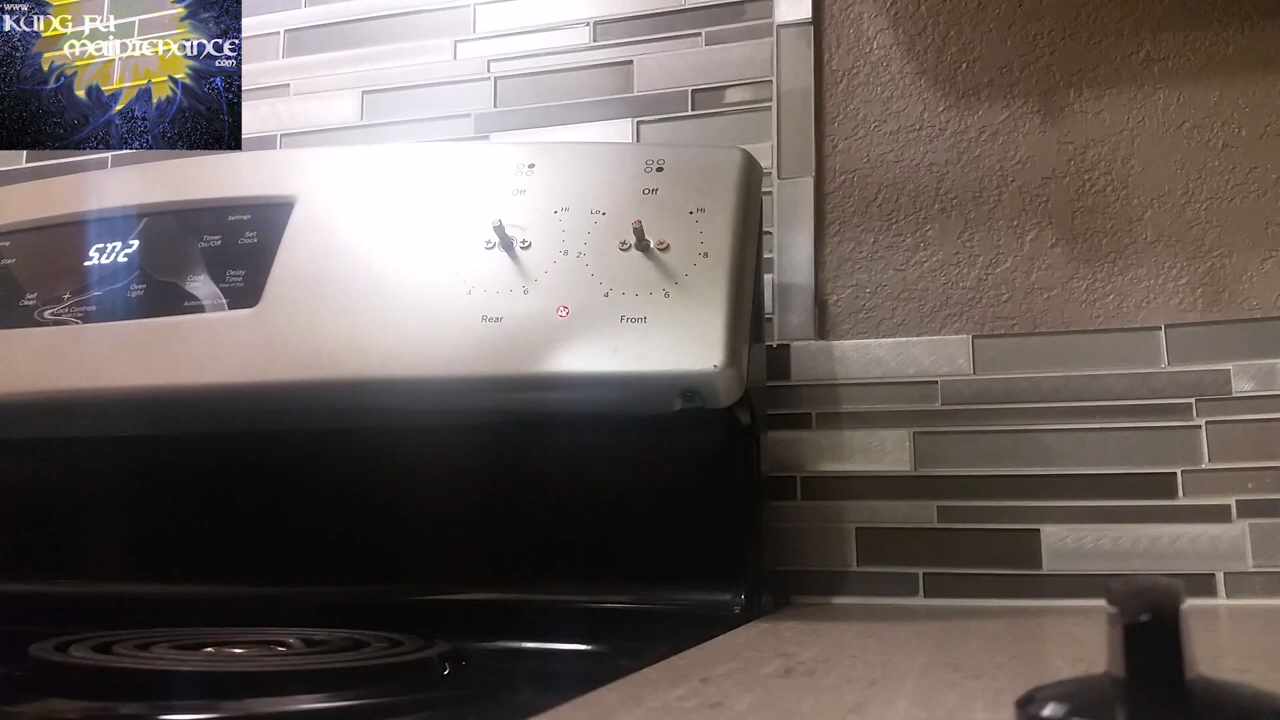 www.
Kung Fu
Maintenance
.com
Off
Off
Hi
Lo
Hi
8
2
8
4
6
4
6
Rear
Front
5:02
Settings
Timer
On/Off
Set
Clock
Start
Oven
Light
Cook
Time
Delay
Time
Self
Clean
Lock Controls